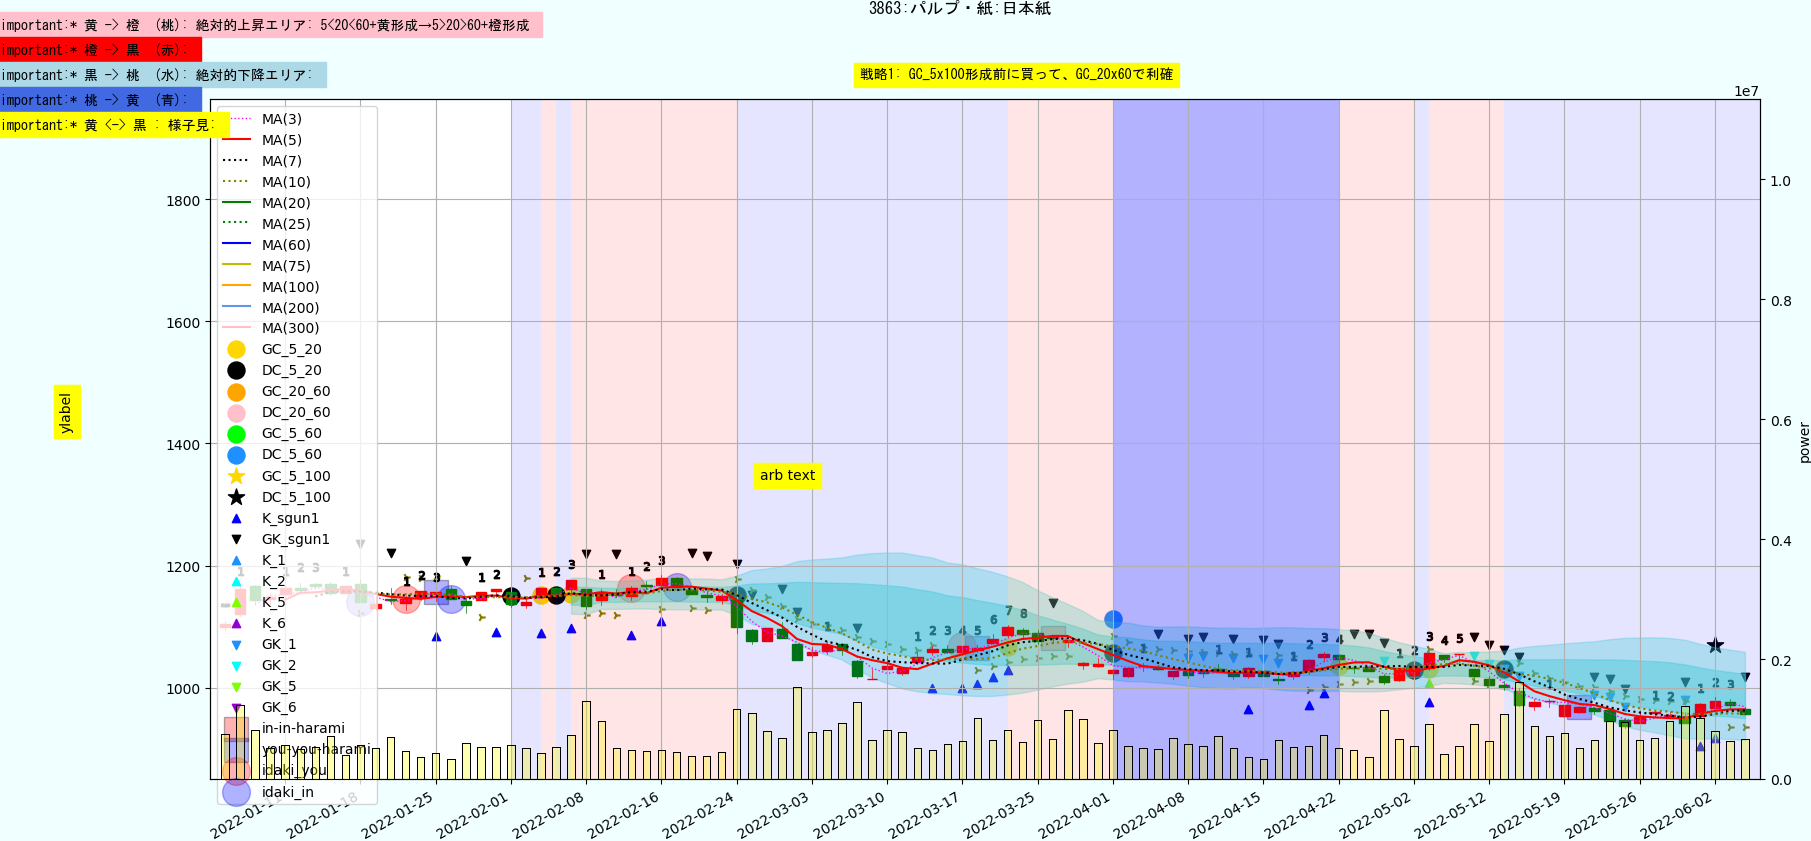 3863:パルプ・紙:日本紙
important:* 黄 -> 橙 （桃）: 絶対的上昇エリア: 5<20<60+黄形成→5>20>60+橙形成
important:* 橙 -> 黒 （赤）:
important:* 黒 -> 桃 （水）: 絶対的下降エリア:
important:* 桃 -> 黄 （青）:
important:* 黄 <-> 黒 : 様子見:
戦略1: GC_5x100形成前に買って、GC_20x60で利確
1e7
MA(3)
MA(5)
MA(7)
MA(10)
MA(20)
MA(25)
MA(60)
MA(75)
MA(100)
MA(200)
MA(300)
GC_5_20
DC_5_20
GC_20_60
DC_20_60
GC_5_60
DC_5_60
GC_5_100
DC_5_100
K_sgun1
GK_sgun1
K_1
K_2
K_5
K_6
GK_1
GK_2
GK_5
GK_6
in-in-harami
you-you-harami
idaki_you
idaki_in
ylabel
1800
1600
1400
1200
1000
arb text
1.0
0.8
0.6
0.4
0.2
0.0
power
2022-01-18
2022-01-25
2022-02-01
2022-02-08
2022-02-16
2022-02-24
2022-03-03
2022-03-10
2022-03-17
2022-03-25
2022-04-01
2022-04-08
2022-04-15
2022-04-22
2022-05-02
2022-05-12
2022-05-19
2022-05-26
2022-06-02